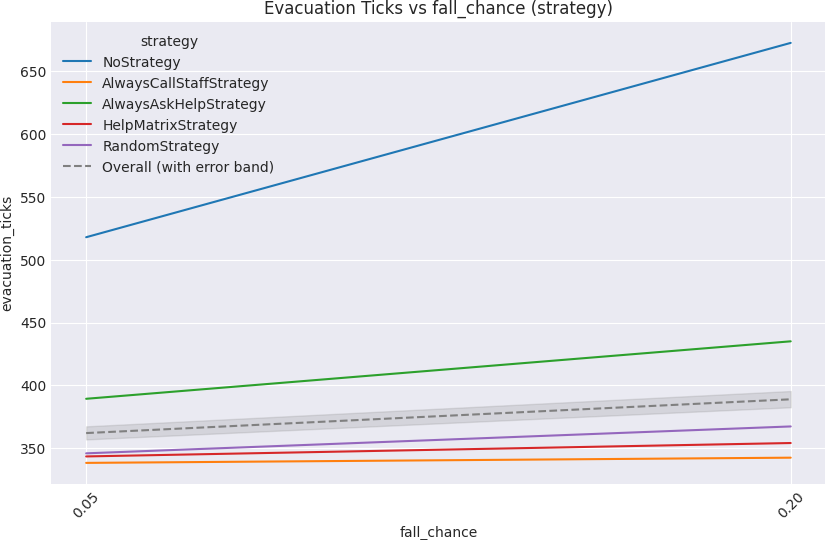 Evacuation Ticks vs fall_chance (strategy)
strategy
NoStrategy
AlwaysCallStaffStrategy
AlwaysAskHelpStrategy
HelpMatrixStrategy
RandomStrategy
Overall (with error band)
evacuation_ticks
650
600
550
500
450
400
350
0.05
0.20
fall_chance